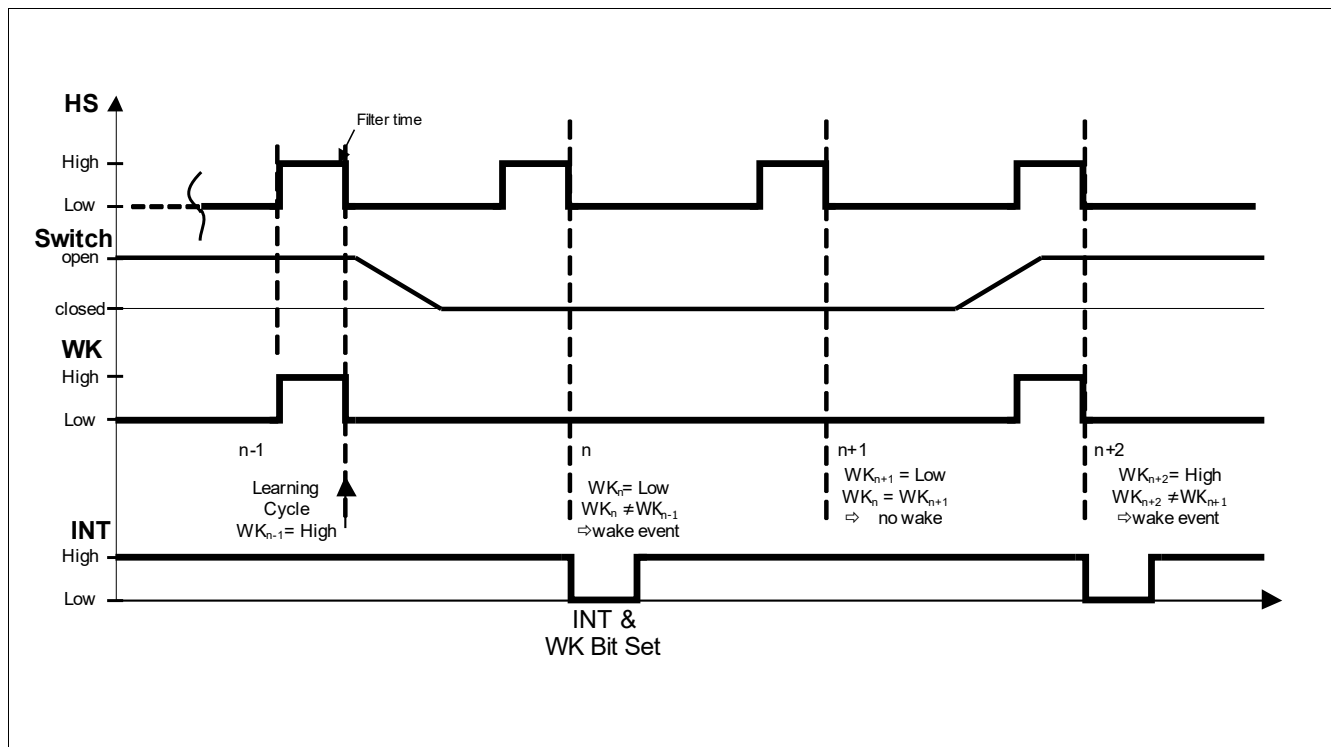 HS
Filter time
High
Low
Switch
open
closed
WK
High
Low
n-1
n
n+1
n+2
Learning
Cycle
WKn-1= High
WKn= Low
WKn ≠WKn-1
⇨wake event
WKn+1 = Low
WKn = WKn+1
⇨ no wake
WKn+2= High
WKn+2 ≠WKn+1
⇨wake event
INT
High
Low
INT &
WK Bit Set